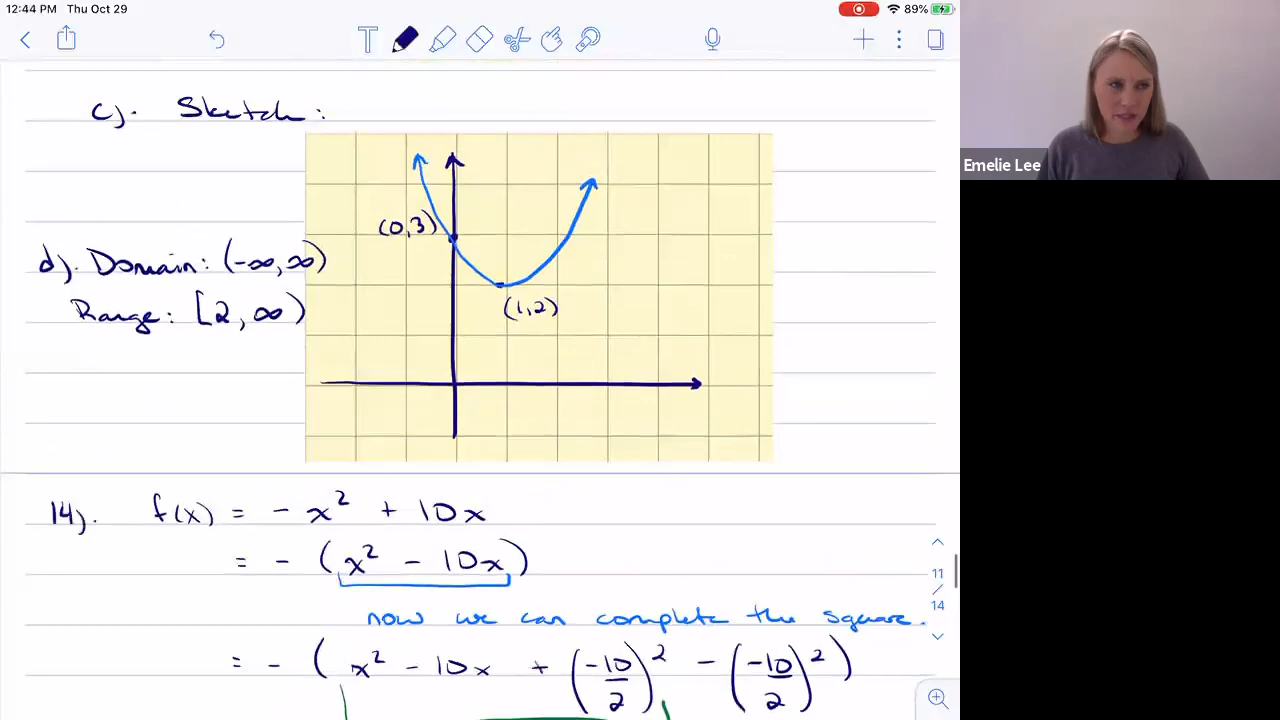 12:44 PM Thu Oct 29
89%
T
c). Sketch:
(0,3)
d). Domain: (-∞,∞)
Range: [2, ∞)
(1,2)
14). f(x) = - x² + 10x
= - (x² - 10x)
now we can complete the square.
= - ( x² - 10x + (-10/2)² - (-10/2)²)
11
/
14
Emelie Lee